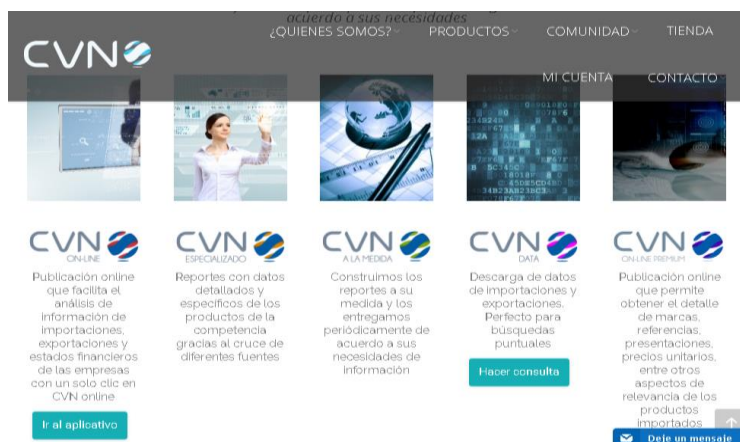 acuerdo a sus necesidades
CVN
¿QUIENES SOMOS?
PRODUCTOS
COMUNIDAD
TIENDA
MI CUENTA
CONTACTO
CVN
ON-LINE
Publicación online
que facilita el
análisis de
información de
importaciones,
exportaciones y
estados financieros
de las empresas
con un solo clic en
CVN online
Ir al aplicativo
CVN
ESPECIALIZADO
Reportes con datos
detallados y
específicos de los
productos de la
competencia
gracias al cruce de
diferentes fuentes
CVN
A LA MEDIDA
Construimos los
reportes a su
medida y los
entregamos
periódicamente de
acuerdo a sus
necesidades de
información
CVN
DATA
Descarga de datos
de importaciones y
exportaciones.
Perfecto para
búsquedas
puntuales
Hacer consulta
CVN
ON-LINE PREMIUM
Publicación online
que permite
obtener el detalle
de marcas,
referencias,
presentaciones,
precios unitarios,
entre otros
aspectos de
relevancia de los
productos
importados
Deje un mensaje